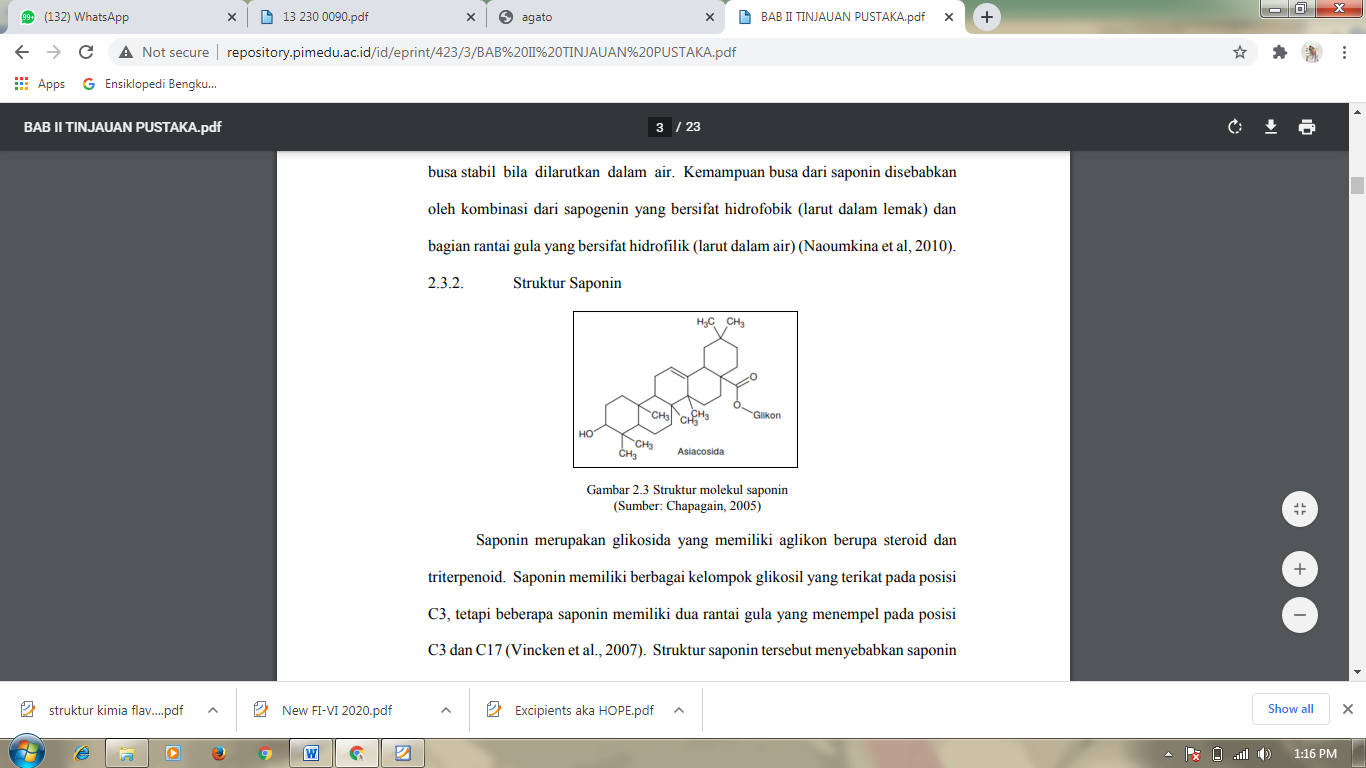 (132) WhatsApp
13 230 0090.pdf
agato
BAB II TINJAUAN PUSTAKA.pdf
Not secure
repository.pimedu.ac.id/id/eprint/423/3/BAB%20II%20TINJAUAN%20PUSTAKA.pdf
Apps
Ensiklopedi Bengku...
BAB II TINJAUAN PUSTAKA.pdf
3 / 23
busa stabil bila dilarutkan dalam air. Kemampuan busa dari saponin disebabkan
oleh kombinasi dari sapogenin yang bersifat hidrofobik (larut dalam lemak) dan
bagian rantai gula yang bersifat hidrofilik (larut dalam air) (Naoumkina et al, 2010).
2.3.2. Struktur Saponin
H3C CH3
O
O
Glikon
CH3
CH3
CH3
HO
CH3
CH3
Asiacosida
Gambar 2.3 Struktur molekul saponin
(Sumber: Chapagain, 2005)
Saponin merupakan glikosida yang memiliki aglikon berupa steroid dan
triterpenoid. Saponin memiliki berbagai kelompok glikosil yang terikat pada posisi
C3, tetapi beberapa saponin memiliki dua rantai gula yang menempel pada posisi
C3 dan C17 (Vincken et al., 2007). Struktur saponin tersebut menyebabkan saponin
struktur kimia flav....pdf
New FI-VI 2020.pdf
Excipients aka HOPE.pdf
Show all
1:16 PM